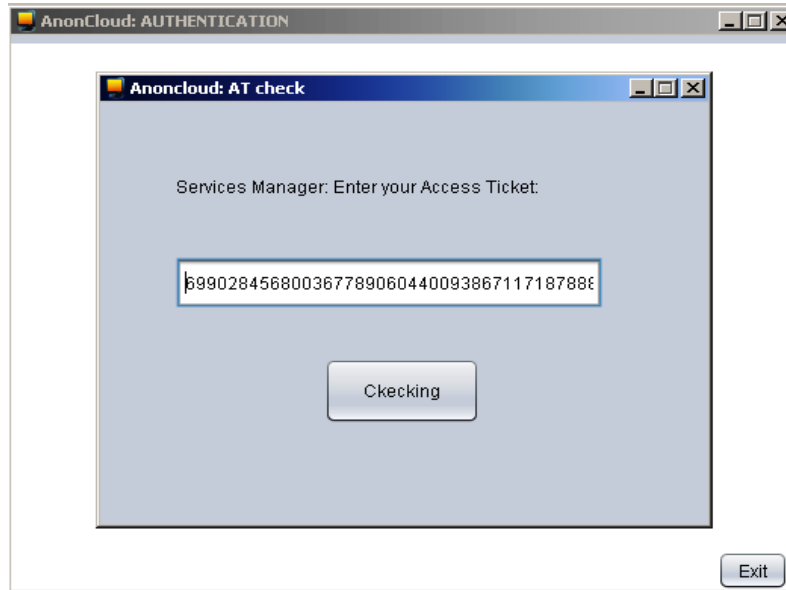 AnonCloud: AUTHENTICATION
Anoncloud: AT check
Services Manager: Enter your Access Ticket:
699028456800367789060440093867117187888
Ckecking
Exit